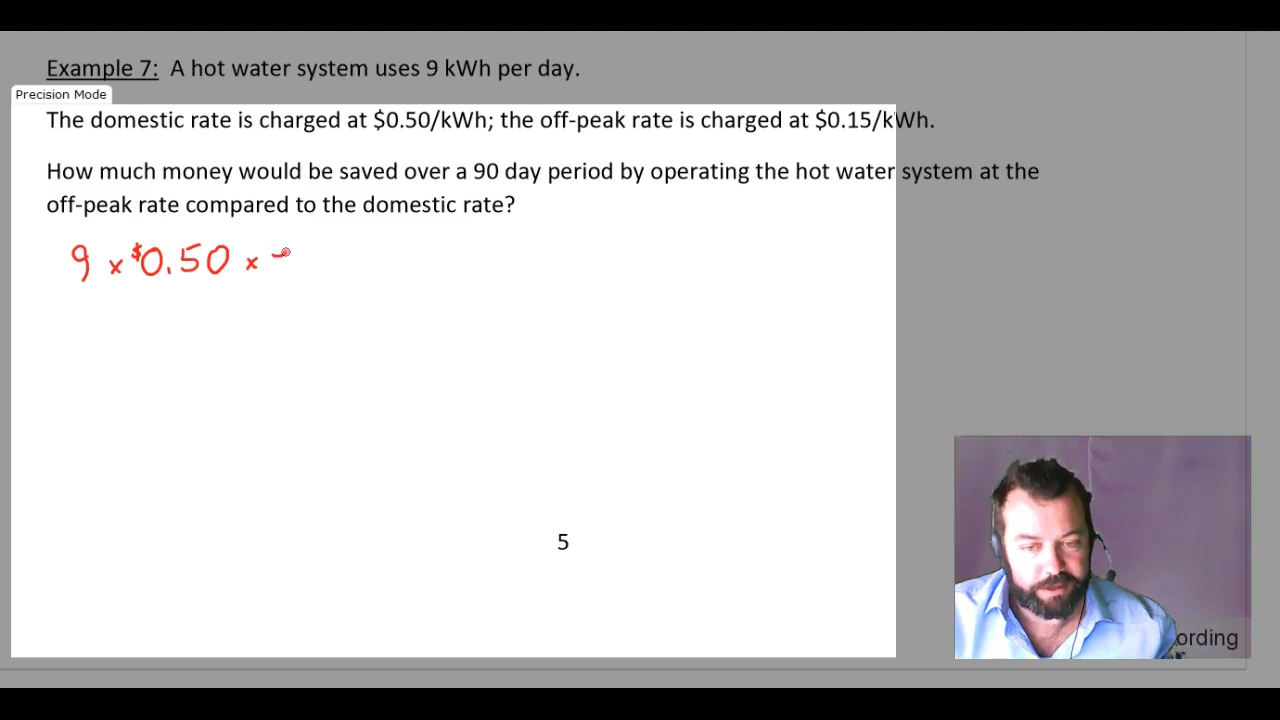 Example 7: A hot water system uses 9 kWh per day.
Precision Mode
The domestic rate is charged at $0.50/kWh; the off-peak rate is charged at $0.15/kWh.
How much money would be saved over a 90 day period by operating the hot water system at the
off-peak rate compared to the domestic rate?
9 × $0.50 ×
5
ording